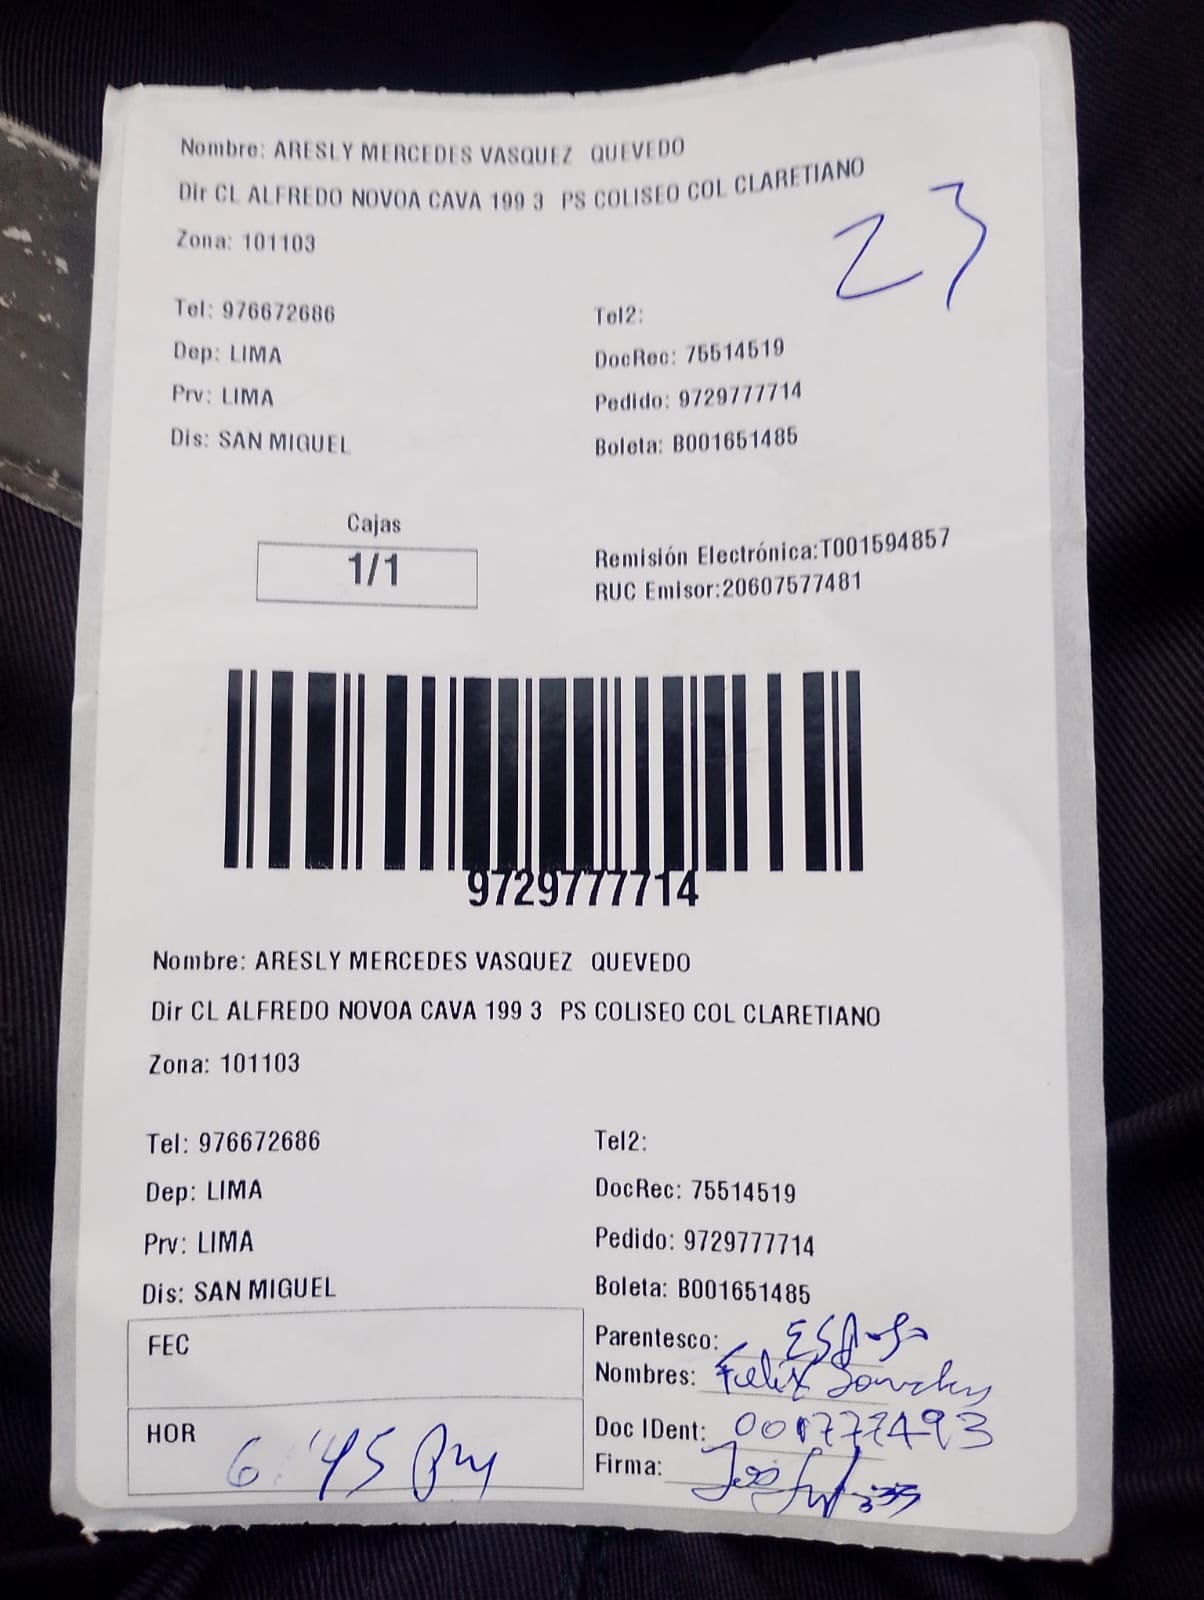 Nombre: ARESLY MERCEDES VASQUEZ QUEVEDO
Dir CL ALFREDO NOVOA CAVA 199 3 PS COLISEO COL CLARETIANO
23
Zona: 101103
Tel: 976672686 Tel2:
Dep: LIMA DocRec: 75514519
Prv: LIMA Pedido: 9729777714
Dis: SAN MIGUEL Boleta: B001651485
Cajas
1/1
Remisión Electrónica:T001594857
RUC Emisor:20607577481
9729777714
Nombre: ARESLY MERCEDES VASQUEZ QUEVEDO
Dir CL ALFREDO NOVOA CAVA 199 3 PS COLISEO COL CLARETIANO
Zona: 101103
Tel: 976672686 Tel2:
Dep: LIMA DocRec: 75514519
Prv: LIMA Pedido: 9729777714
Dis: SAN MIGUEL Boleta: B001651485
FEC
Parentesco: ESposo
Nombres: Felix
HOR 6:45 Pm
Doc IDent: 001777493
Firma: